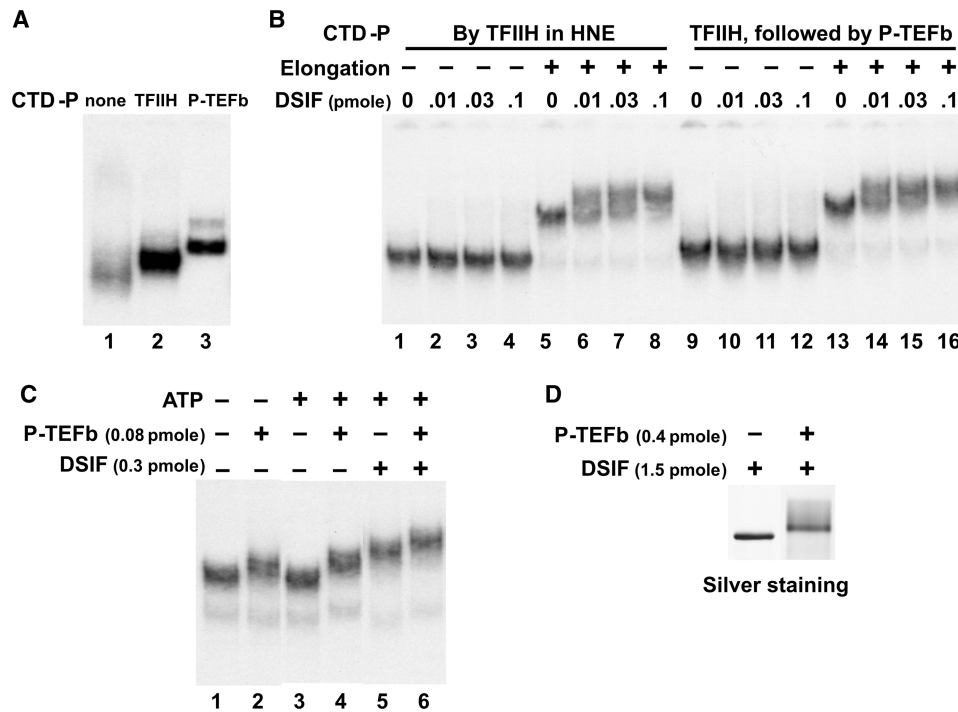 A
CTD-P none TFIIH P-TEFb
1 2 3
B
CTD-P By TFIIH in HNE TFIIH, followed by P-TEFb
Elongation – – – – + + + + – – – – + + + +
DSIF (pmole) 0 .01 .03 .1 0 .01 .03 .1 0 .01 .03 .1 0 .01 .03 .1
1 2 3 4 5 6 7 8 9 10 11 12 13 14 15 16
C
ATP – – + + + +
P-TEFb (0.08 pmole) – + – + – +
DSIF (0.3 pmole) – – – – + +
1 2 3 4 5 6
D
P-TEFb (0.4 pmole) – +
DSIF (1.5 pmole) + +
Silver staining